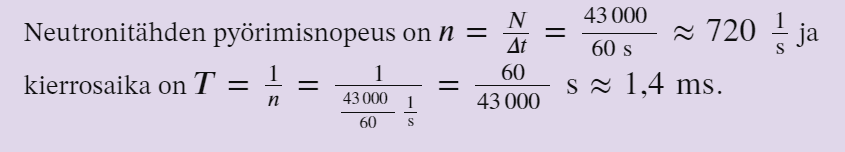 Neutronitähden pyörimisnopeus on n = N/Δt = 43 000/60 s ≈ 720 1/s ja
kierrosaika on T = 1/n = 1/(43 000/60 1/s) = 60/43 000 s ≈ 1,4 ms.